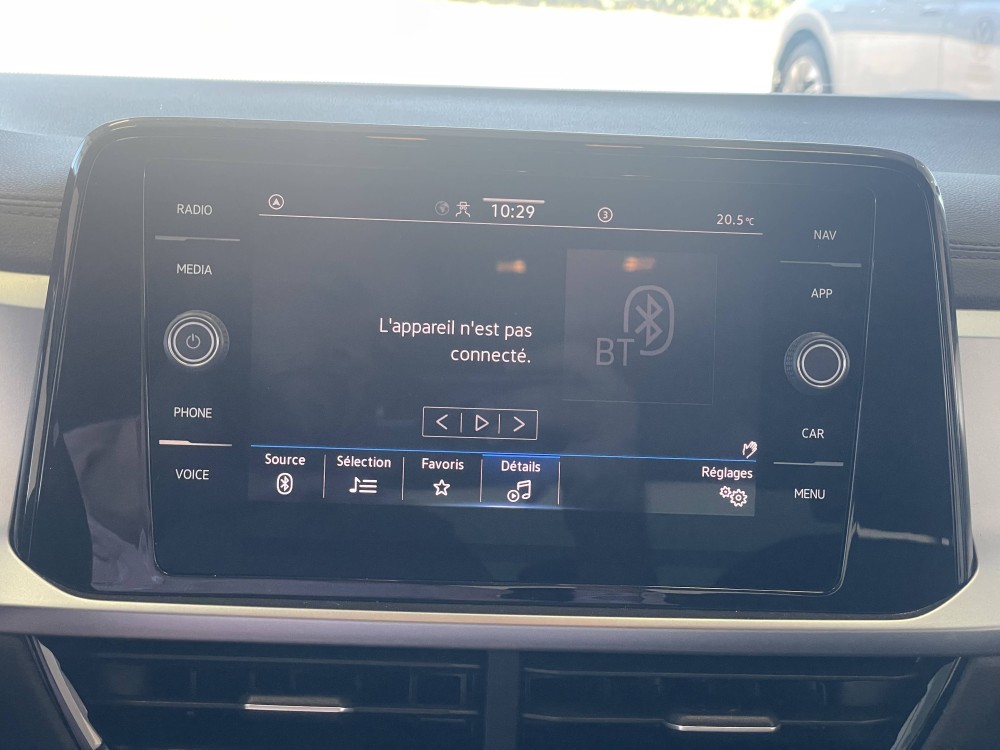 RADIO
MEDIA
PHONE
VOICE
10:29
3
20.5°C
L'appareil n'est pas
connecté.
BT
Source
Sélection
Favoris
Détails
Réglages
NAV
APP
CAR
MENU